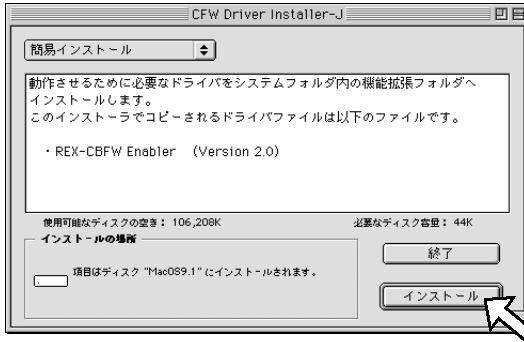 CFW Driver Installer-J
簡易インストール
動作させるために必要なドライバをシステムフォルダ内の機能拡張フォルダへ
インストールします。
このインストーラでコピーされるドライバファイルは以下のファイルです。
・REX-CBFW Enabler (Version 2.0)
使用可能なディスクの空き： 106,208K 必要なディスク容量： 44K
インストールの場所
項目はディスク "MacOS9.1" にインストールされます。
終了
インストール